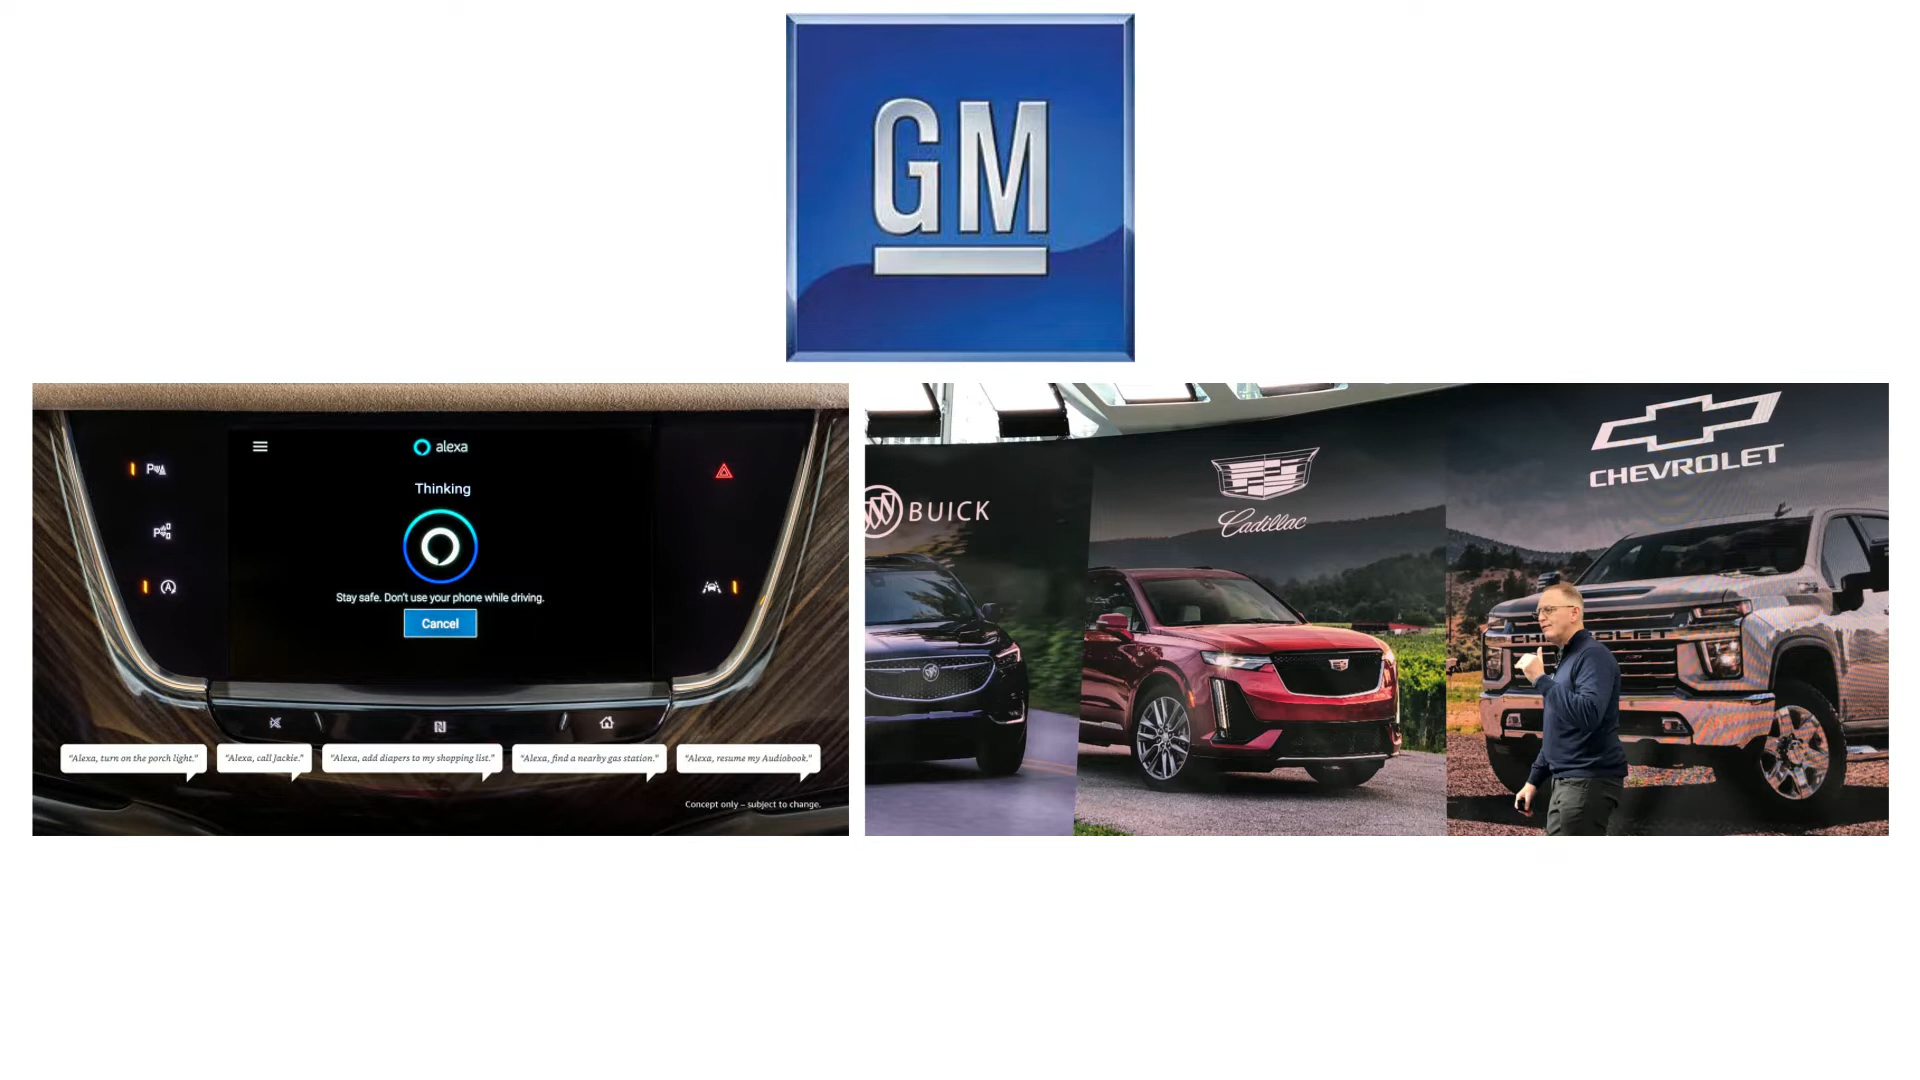 GM
alexa
Thinking
Stay safe. Don't use your phone while driving.
Cancel
"Alexa, turn on the porch light."
"Alexa, call Jackie."
"Alexa, add diapers to my shopping list."
"Alexa, find a nearby gas station."
"Alexa, resume my Audiobook."
Concept only – subject to change.
BUICK
Cadillac
CHEVROLET